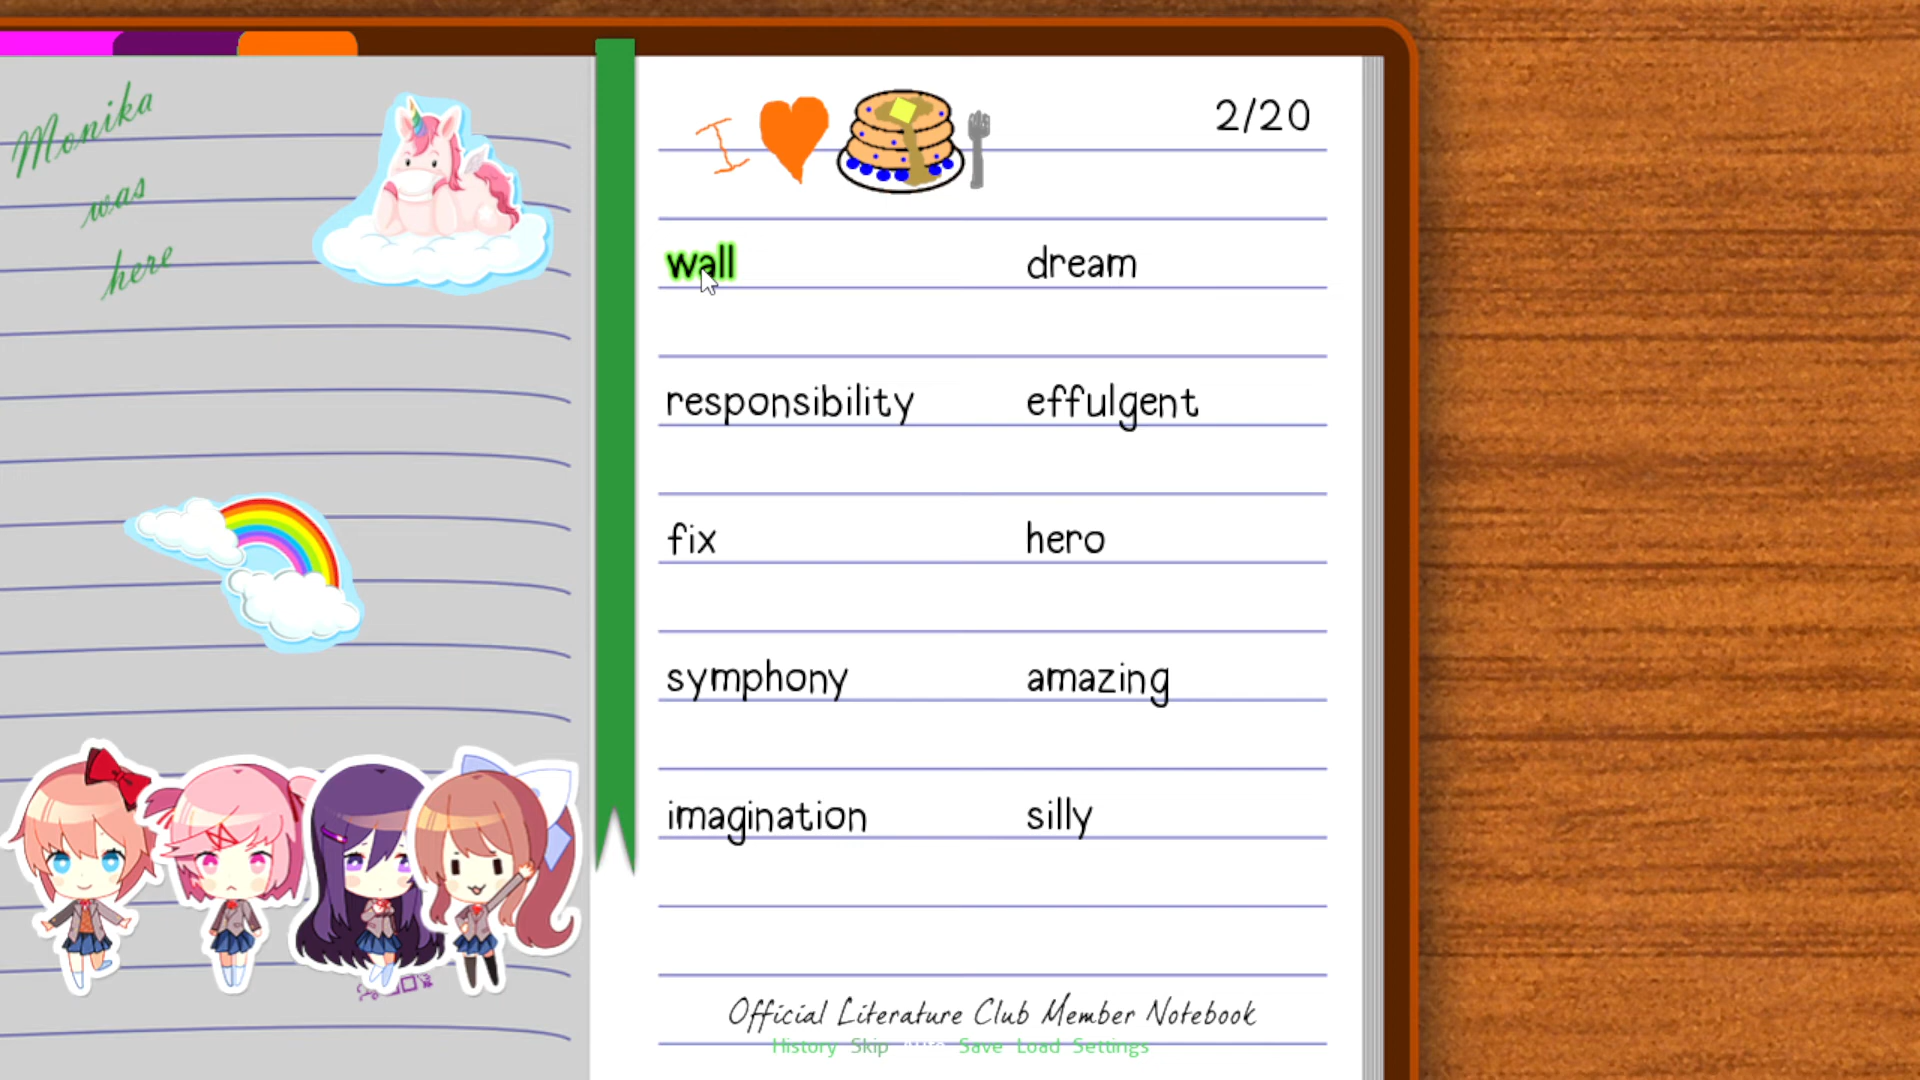 Monika
was
here
I
2/20
wall dream
responsibility effulgent
fix hero
symphony amazing
imagination silly
Official Literature Club Member Notebook
History Skip Auto Save Load Settings